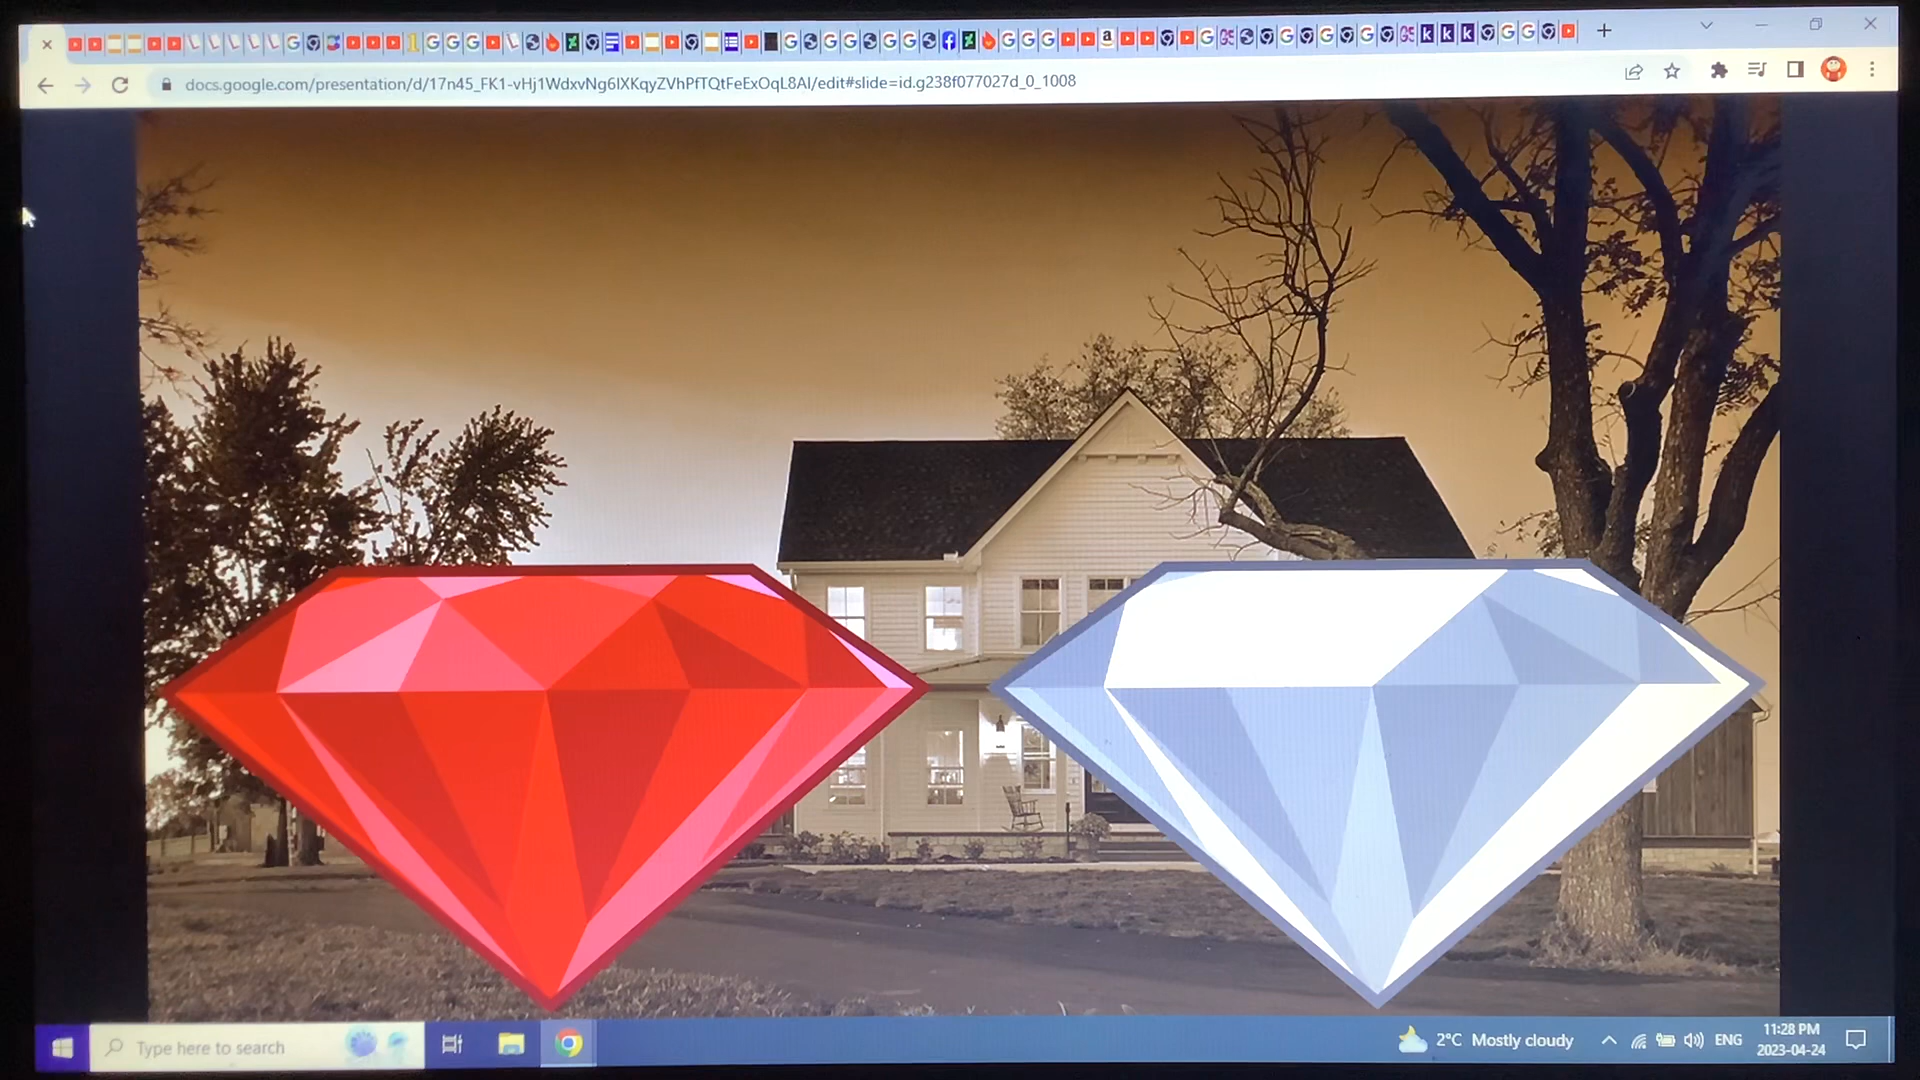 docs.google.com/presentation/d/17n45_FK1-vHj1WdxvNg6IXKqyZVhPfTQtFeExOqL8AI/edit#slide=id.g238f077027d_0_1008
Type here to search
2°C Mostly cloudy
ENG
11:28 PM
2023-04-24